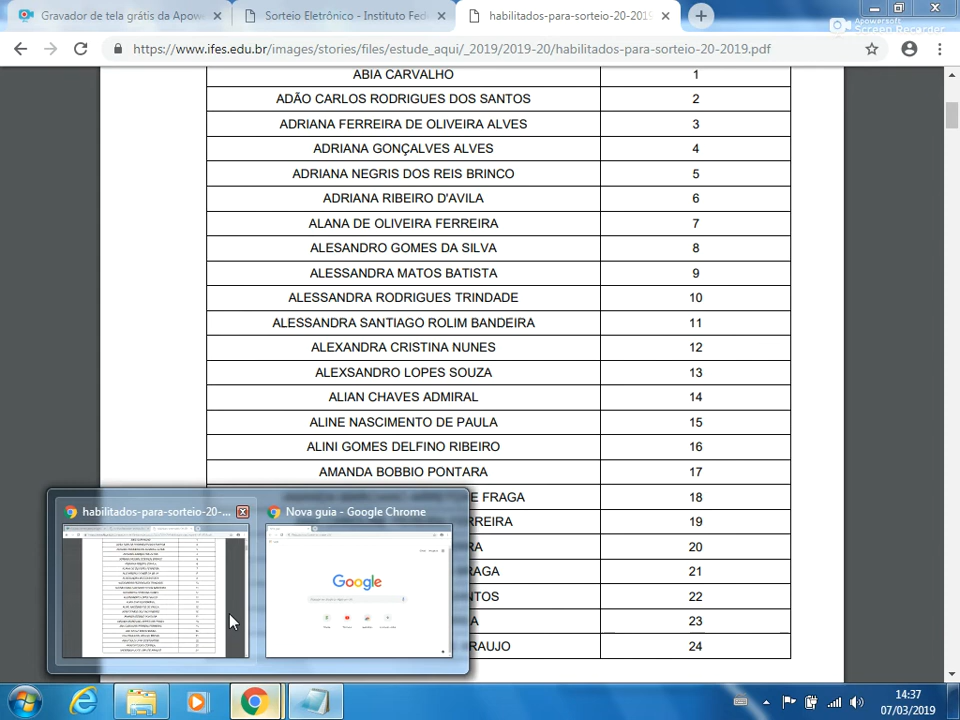 Gravador de tela grátis da Apow
Sorteio Eletrônico - Instituto Fede
habilitados-para-sorteio-20-2019
Apowersoft
Screen Recorder
https://www.ifes.edu.br/images/stories/files/estude_aqui/_2019/2019-20/habilitados-para-sorteio-20-2019.pdf
ABIA CARVALHO 1
ADÃO CARLOS RODRIGUES DOS SANTOS 2
ADRIANA FERREIRA DE OLIVEIRA ALVES 3
ADRIANA GONÇALVES ALVES 4
ADRIANA NEGRIS DOS REIS BRINCO 5
ADRIANA RIBEIRO D'AVILA 6
ALANA DE OLIVEIRA FERREIRA 7
ALESANDRO GOMES DA SILVA 8
ALESSANDRA MATOS BATISTA 9
ALESSANDRA RODRIGUES TRINDADE 10
ALESSANDRA SANTIAGO ROLIM BANDEIRA 11
ALEXANDRA CRISTINA NUNES 12
ALEXSANDRO LOPES SOUZA 13
ALIAN CHAVES ADMIRAL 14
ALINE NASCIMENTO DE PAULA 15
ALINI GOMES DELFINO RIBEIRO 16
AMANDA BOBBIO PONTARA 17
E FRAGA 18
REIRA 19
RA 20
RAGA 21
NTOS 22
A 23
RAUJO 24
habilitados-para-sorteio-20-...
Nova guia - Google Chrome
Google
14:37
07/03/2019